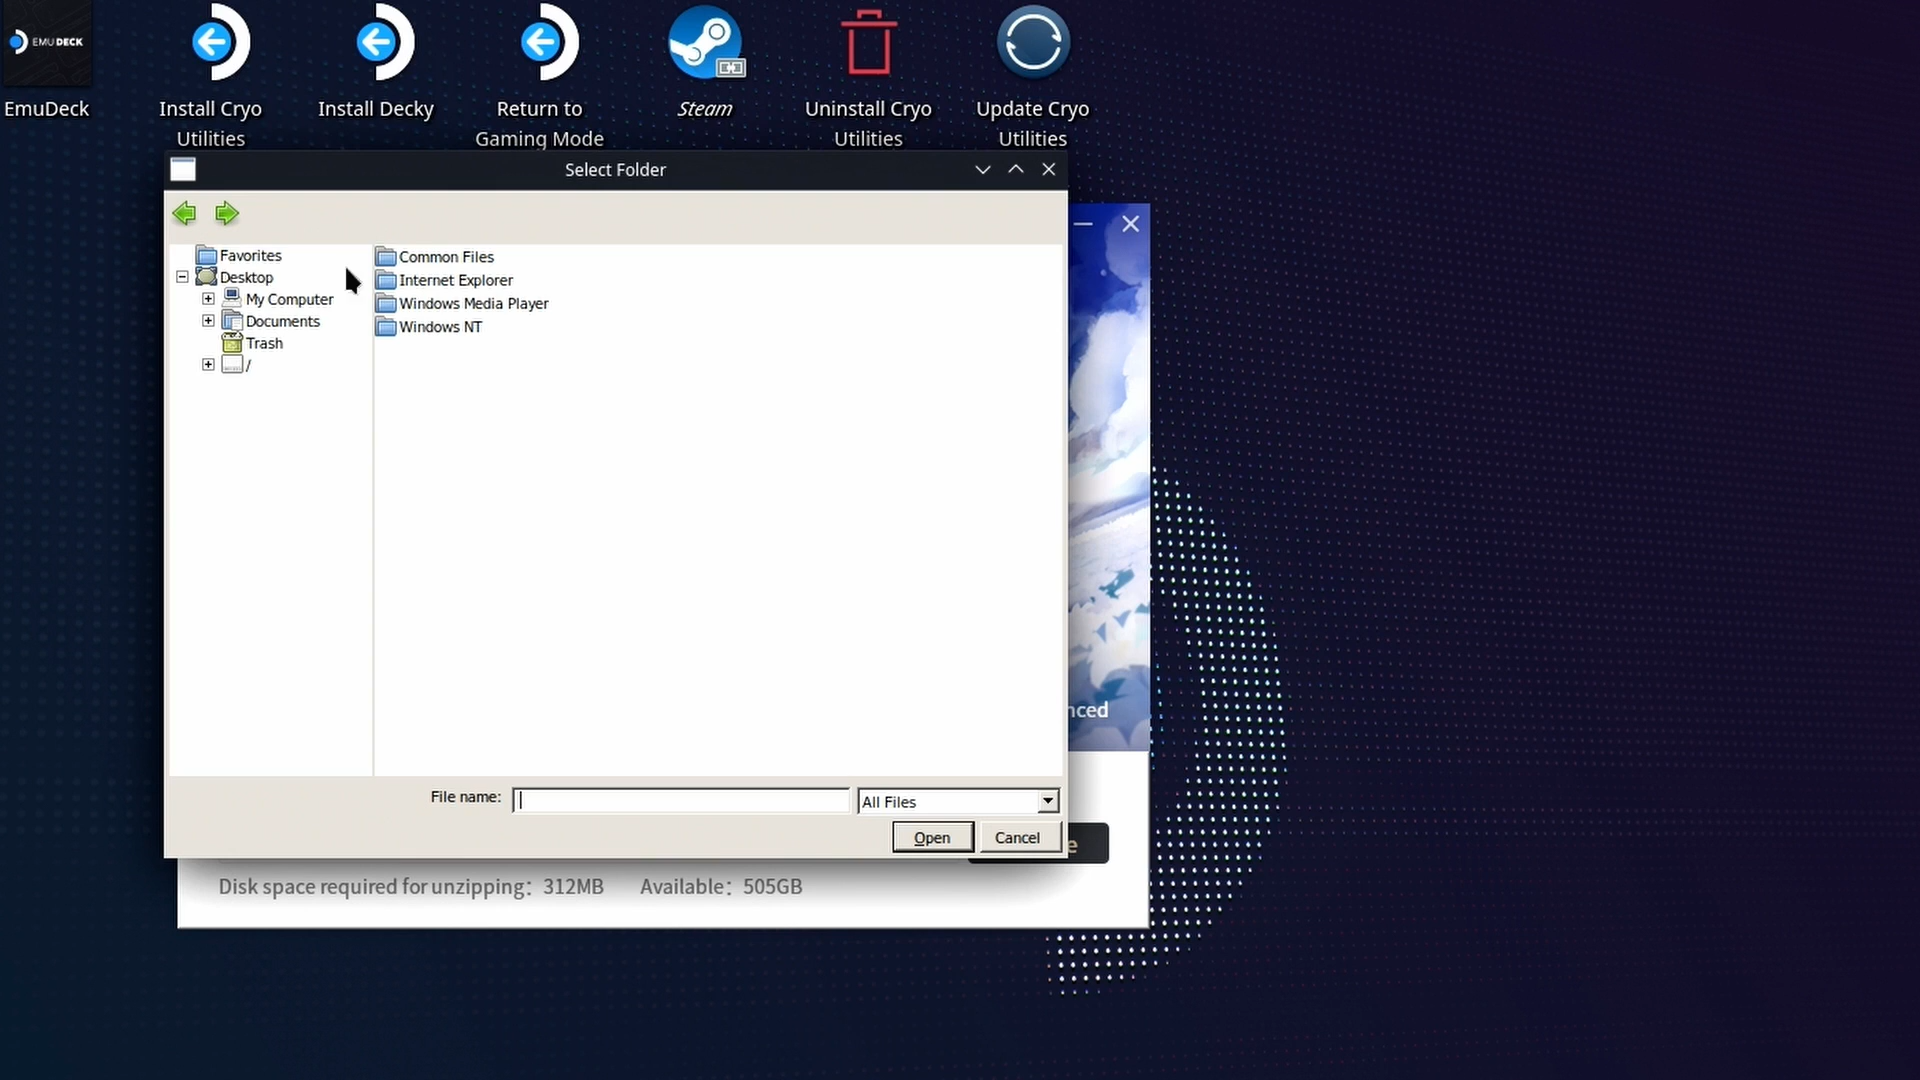 EMUDECK
EmuDeck
Install Cryo
Utilities
Install Decky
Return to
Gaming Mode
Steam
Uninstall Cryo
Utilities
Update Cryo
Utilities
Select Folder
Favorites
Desktop
My Computer
Documents
Trash
/
Common Files
Internet Explorer
Windows Media Player
Windows NT
nced
File name:
All Files
Open
Cancel
e
Disk space required for unzipping: 312MB
Available: 505GB